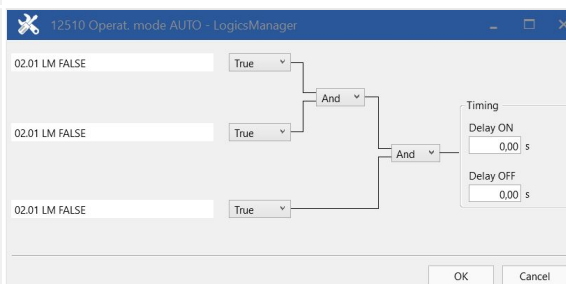 12510 Operat. mode AUTO - LogicsManager
02.01 LM FALSE True
And
Timing
Delay ON
02.01 LM FALSE True
0,00 s
And
Delay OFF
0,00 s
02.01 LM FALSE True
OK Cancel